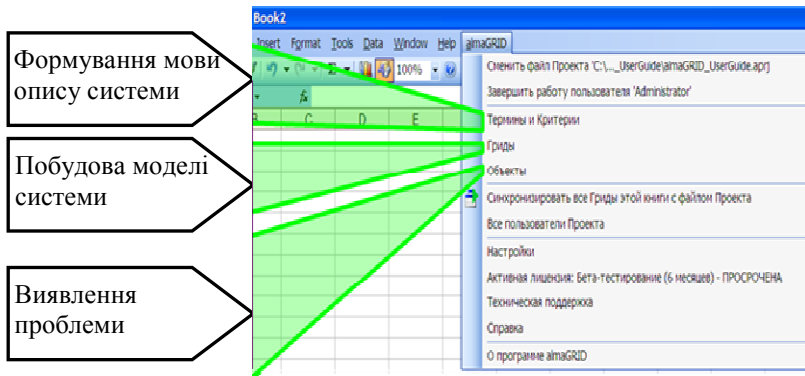 Формування мови
опису системи
Побудова моделі
системи
Виявлення
проблеми
Book2
Insert Format Tools Data Window Help almaGRID
100%
fx
B C D E
Сменить файл Проекта 'C:\..._UserGuide\almaGRID_UserGuide.aprj
Завершить работу пользователя 'Administrator'
Термины и Критерии
Гриды
Объекты
Синхронизировать все Гриды этой книги с файлом Проекта
Все пользователи Проекта
Настройки
Активная лицензия: Бета-тестирование (6 месяцев) - ПРОСРОЧЕНА
Техническая поддержка
Справка
О программе almaGRID